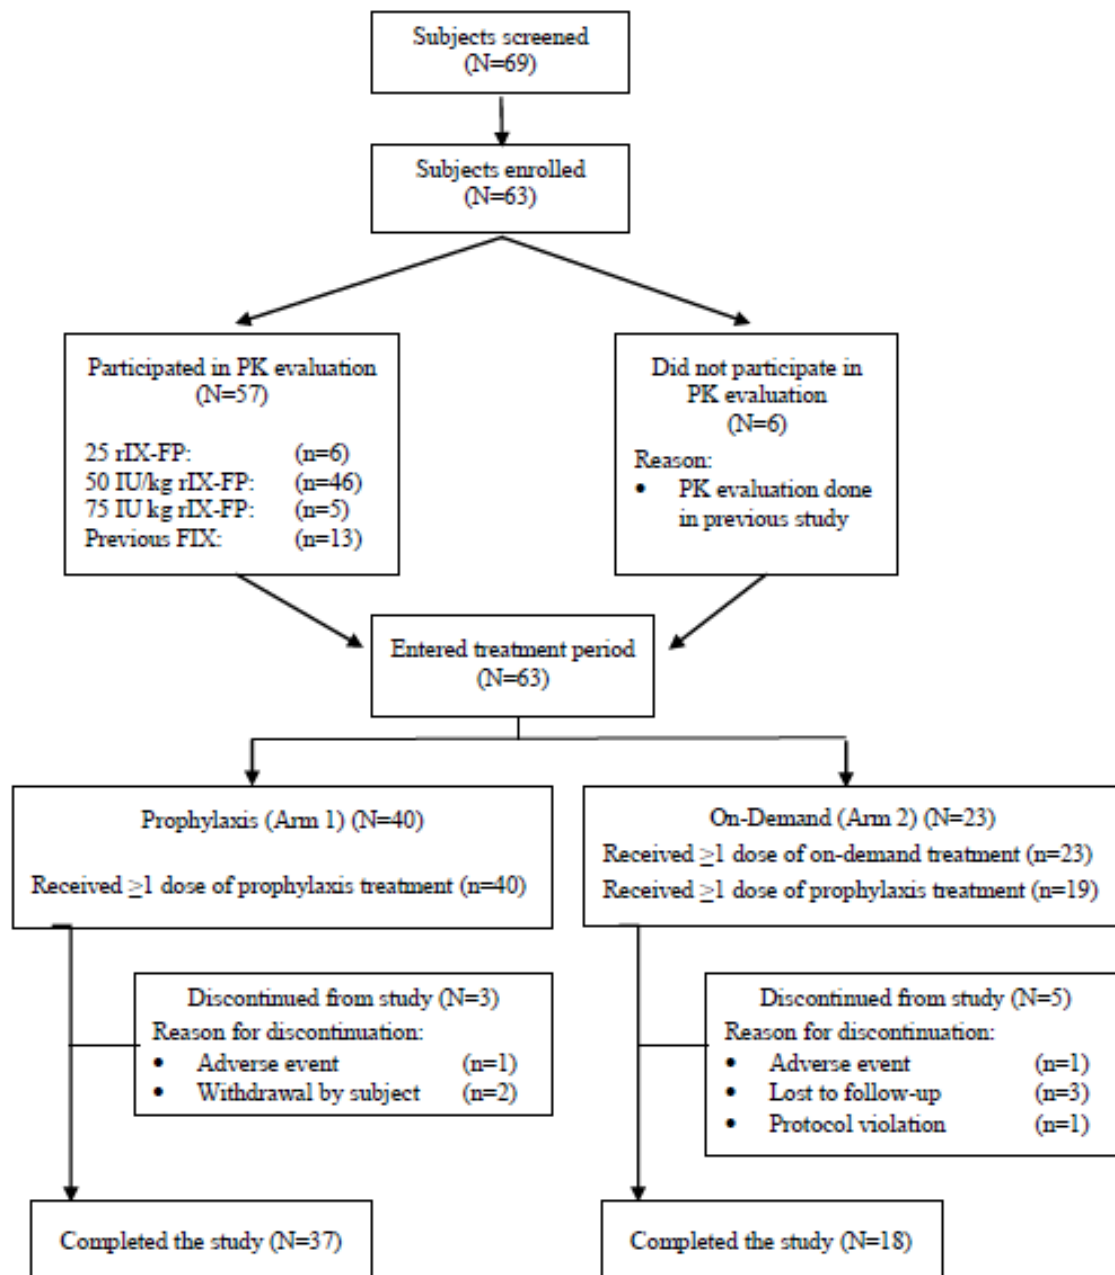 Subjects screened
(N=69)
Subjects enrolled
(N=63)
Participated in PK evaluation
(N=57)
25 rIX-FP: (n=6)
50 IU/kg rIX-FP: (n=46)
75 IU kg rIX-FP: (n=5)
Previous FIX: (n=13)
Did not participate in
PK evaluation
(N=6)
Reason:
• PK evaluation done
in previous study
Entered treatment period
(N=63)
Prophylaxis (Arm 1) (N=40)
Received ≥1 dose of prophylaxis treatment (n=40)
On-Demand (Arm 2) (N=23)
Received ≥1 dose of on-demand treatment (n=23)
Received ≥1 dose of prophylaxis treatment (n=19)
Discontinued from study (N=3)
Reason for discontinuation:
• Adverse event (n=1)
• Withdrawal by subject (n=2)
Discontinued from study (N=5)
Reason for discontinuation:
• Adverse event (n=1)
• Lost to follow-up (n=3)
• Protocol violation (n=1)
Completed the study (N=37)
Completed the study (N=18)